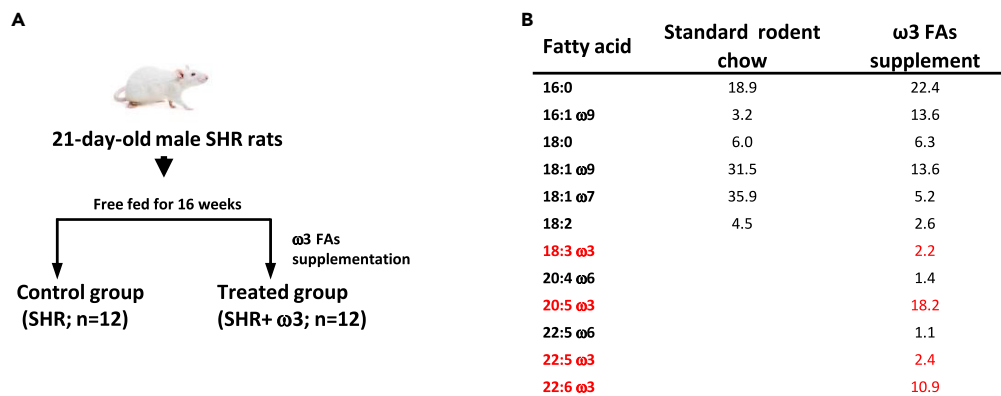 A
21-day-old male SHR rats
Free fed for 16 weeks
ω3 FAs
supplementation
Control group
(SHR; n=12)
Treated group
(SHR+ ω3; n=12)
B
Fatty acid Standard rodent chow ω3 FAs supplement
16:0 18.9 22.4
16:1 ω9 3.2 13.6
18:0 6.0 6.3
18:1 ω9 31.5 13.6
18:1 ω7 35.9 5.2
18:2 4.5 2.6
18:3 ω3 2.2
20:4 ω6 1.4
20:5 ω3 18.2
22:5 ω6 1.1
22:5 ω3 2.4
22:6 ω3 10.9